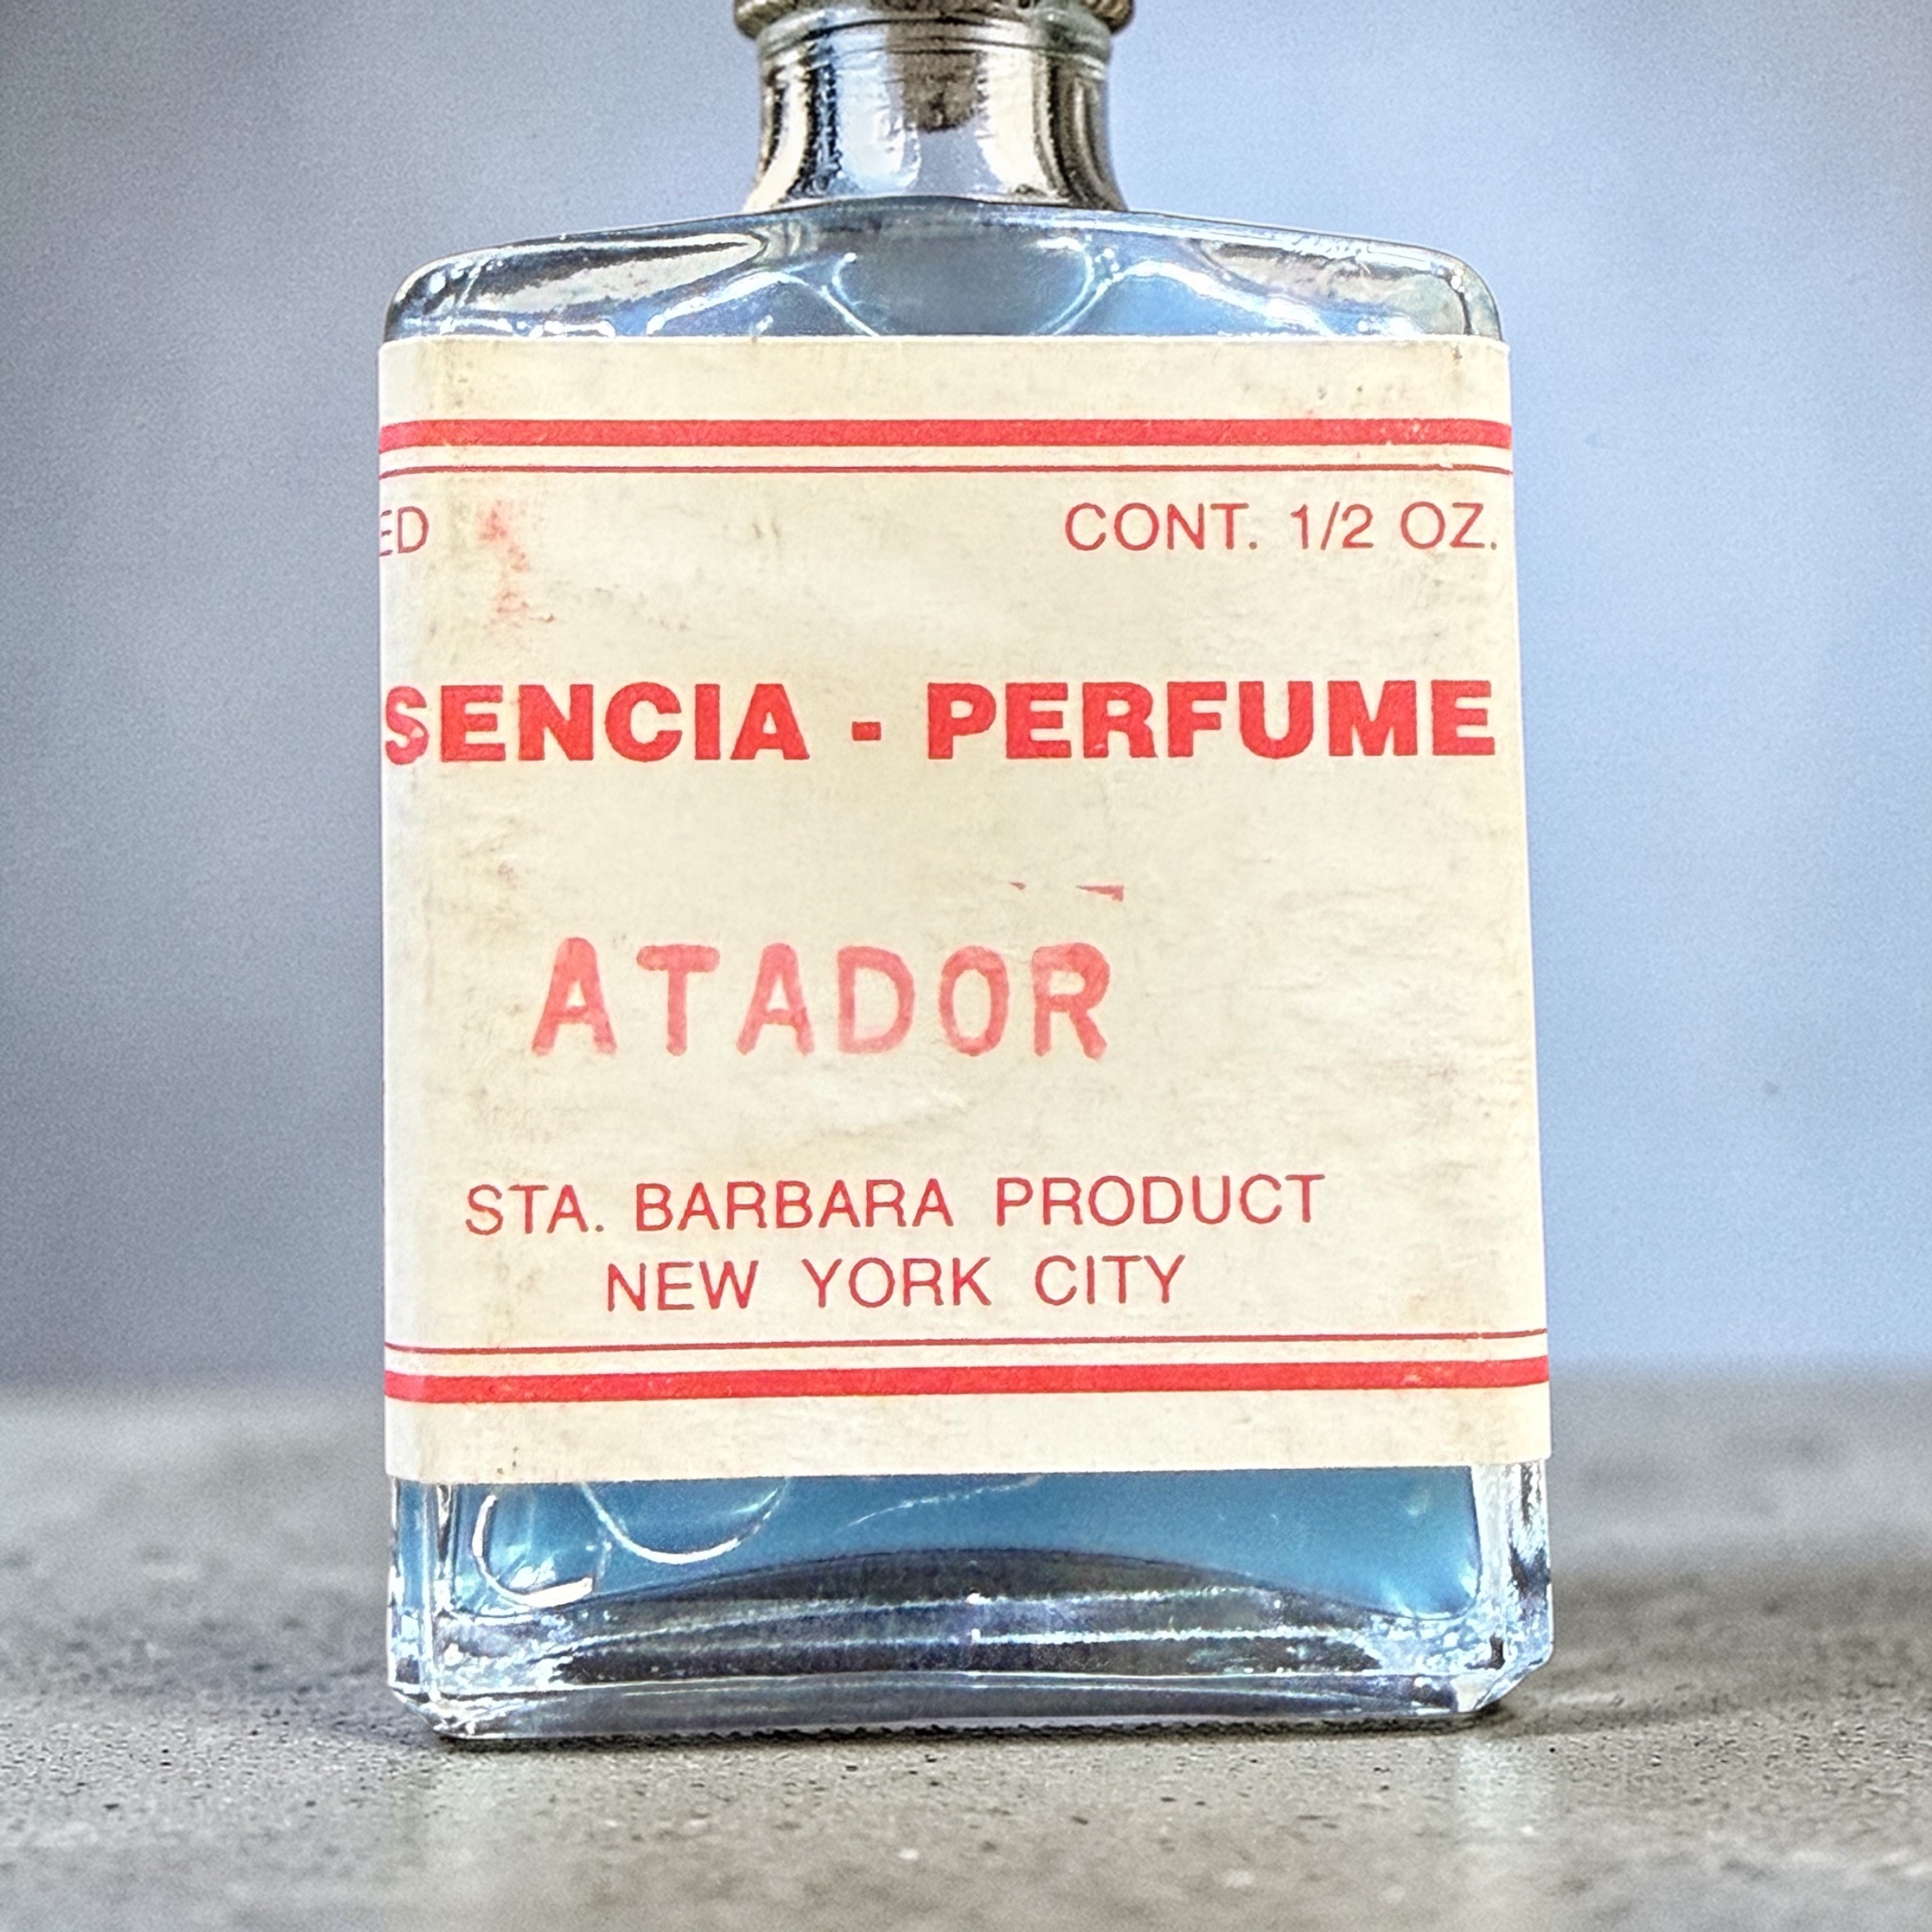 ED CONT. 1/2 OZ.
SENCIA - PERFUME
ATADOR
STA. BARBARA PRODUCT
NEW YORK CITY